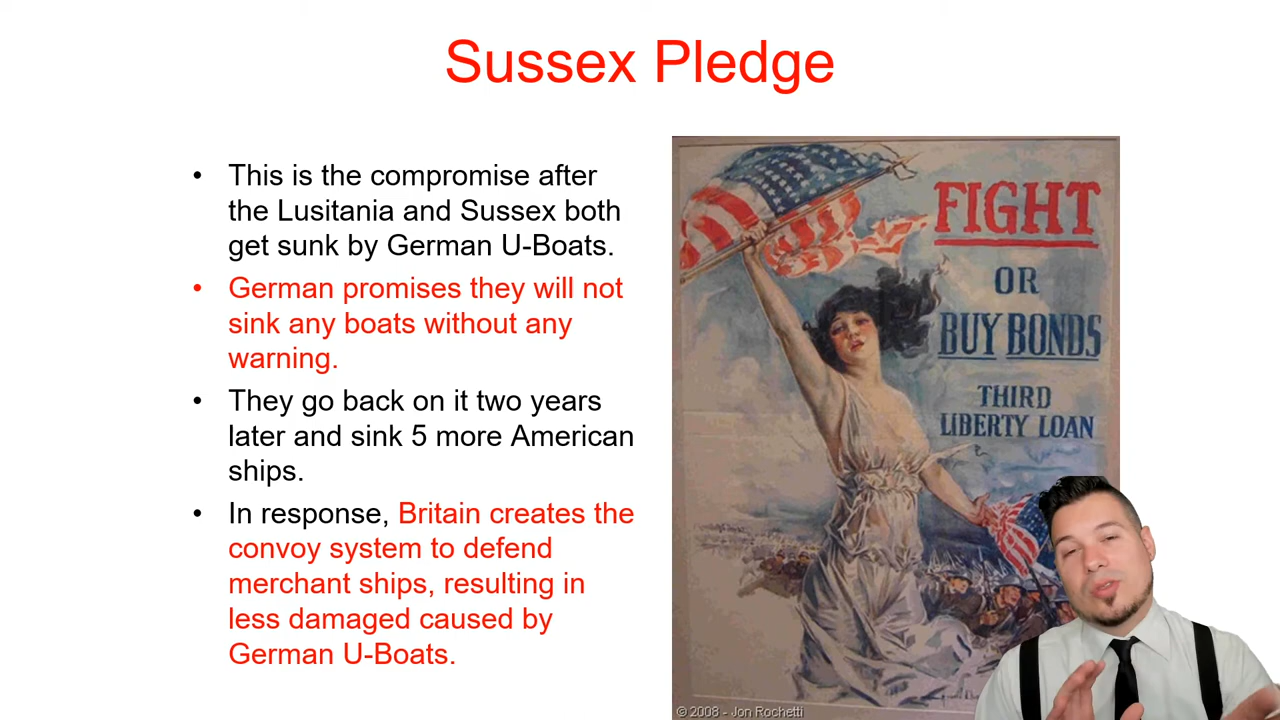 Sussex Pledge
• This is the compromise after
the Lusitania and Sussex both
get sunk by German U-Boats.
• German promises they will not
sink any boats without any
warning.
• They go back on it two years
later and sink 5 more American
ships.
• In response, Britain creates the
convoy system to defend
merchant ships, resulting in
less damaged caused by
German U-Boats.
FIGHT
OR
BUY BONDS
THIRD
LIBERTY LOAN
© 2008 - Jon Rochetti